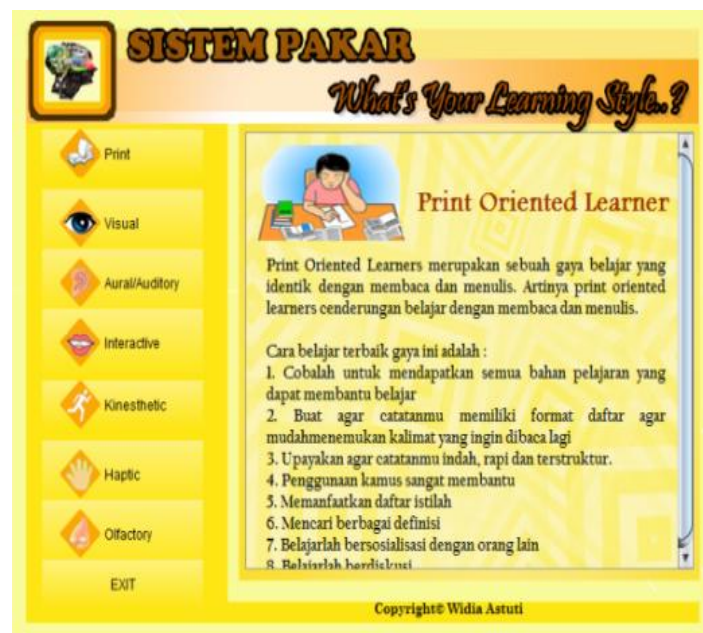 SISTEM PAKAR
What's Your Learning Style..?
Print
Visual
Aural/Auditory
Interactive
Kinesthetic
Haptic
Olfactory
EXIT
Print Oriented Learner
Print Oriented Learners merupakan sebuah gaya belajar yang
identik dengan membaca dan menulis. Artinya print oriented
learners cenderungan belajar dengan membaca dan menulis.
Cara belajar terbaik gaya ini adalah :
1. Cobalah untuk mendapatkan semua bahan pelajaran yang
dapat membantu belajar
2. Buat agar catatanmu memiliki format daftar agar
mudahmenemukan kalimat yang ingin dibaca lagi
3. Upayakan agar catatanmu indah, rapi dan terstruktur.
4. Penggunaan kamus sangat membantu
5. Memanfaatkan daftar istilah
6. Mencari berbagai definisi
7. Belajarlah bersosialisasi dengan orang lain
8. Belajarlah berdiskusi
Copyright© Widia Astuti